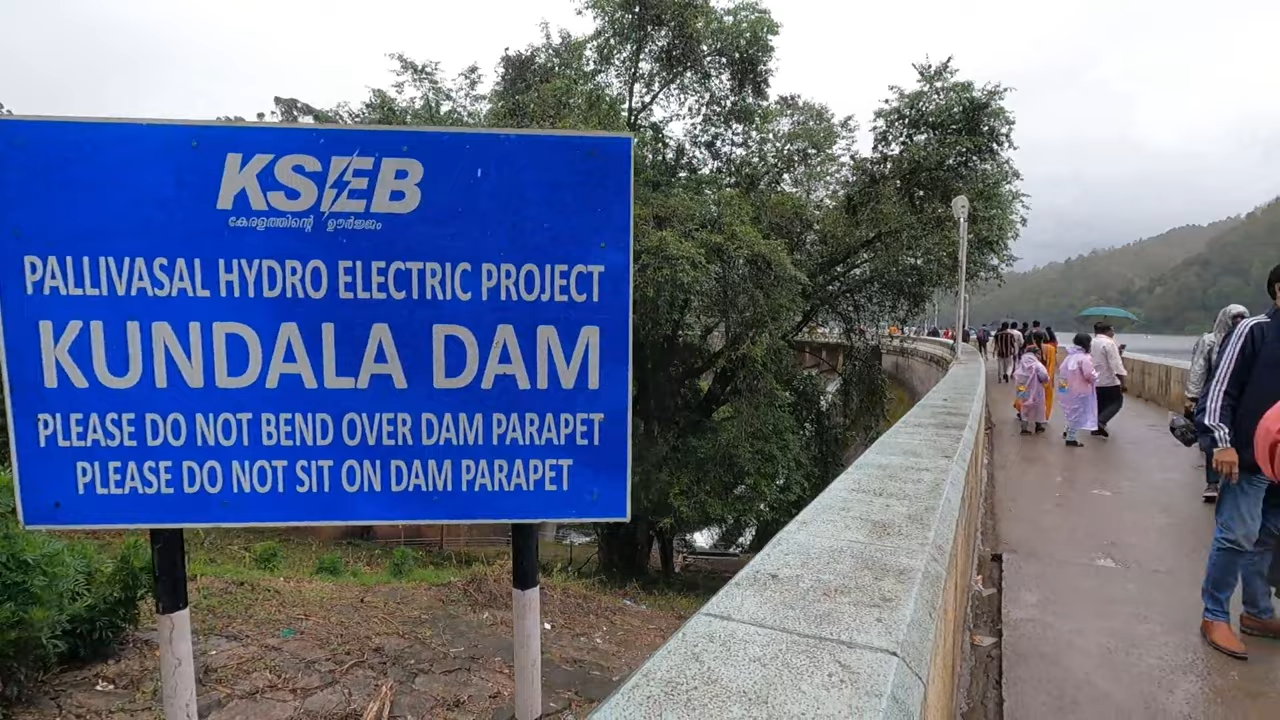 KSEB
കേരളത്തിന്റെ ഊർജ്ജം
PALLIVASAL HYDRO ELECTRIC PROJECT
KUNDALA DAM
PLEASE DO NOT BEND OVER DAM PARAPET
PLEASE DO NOT SIT ON DAM PARAPET